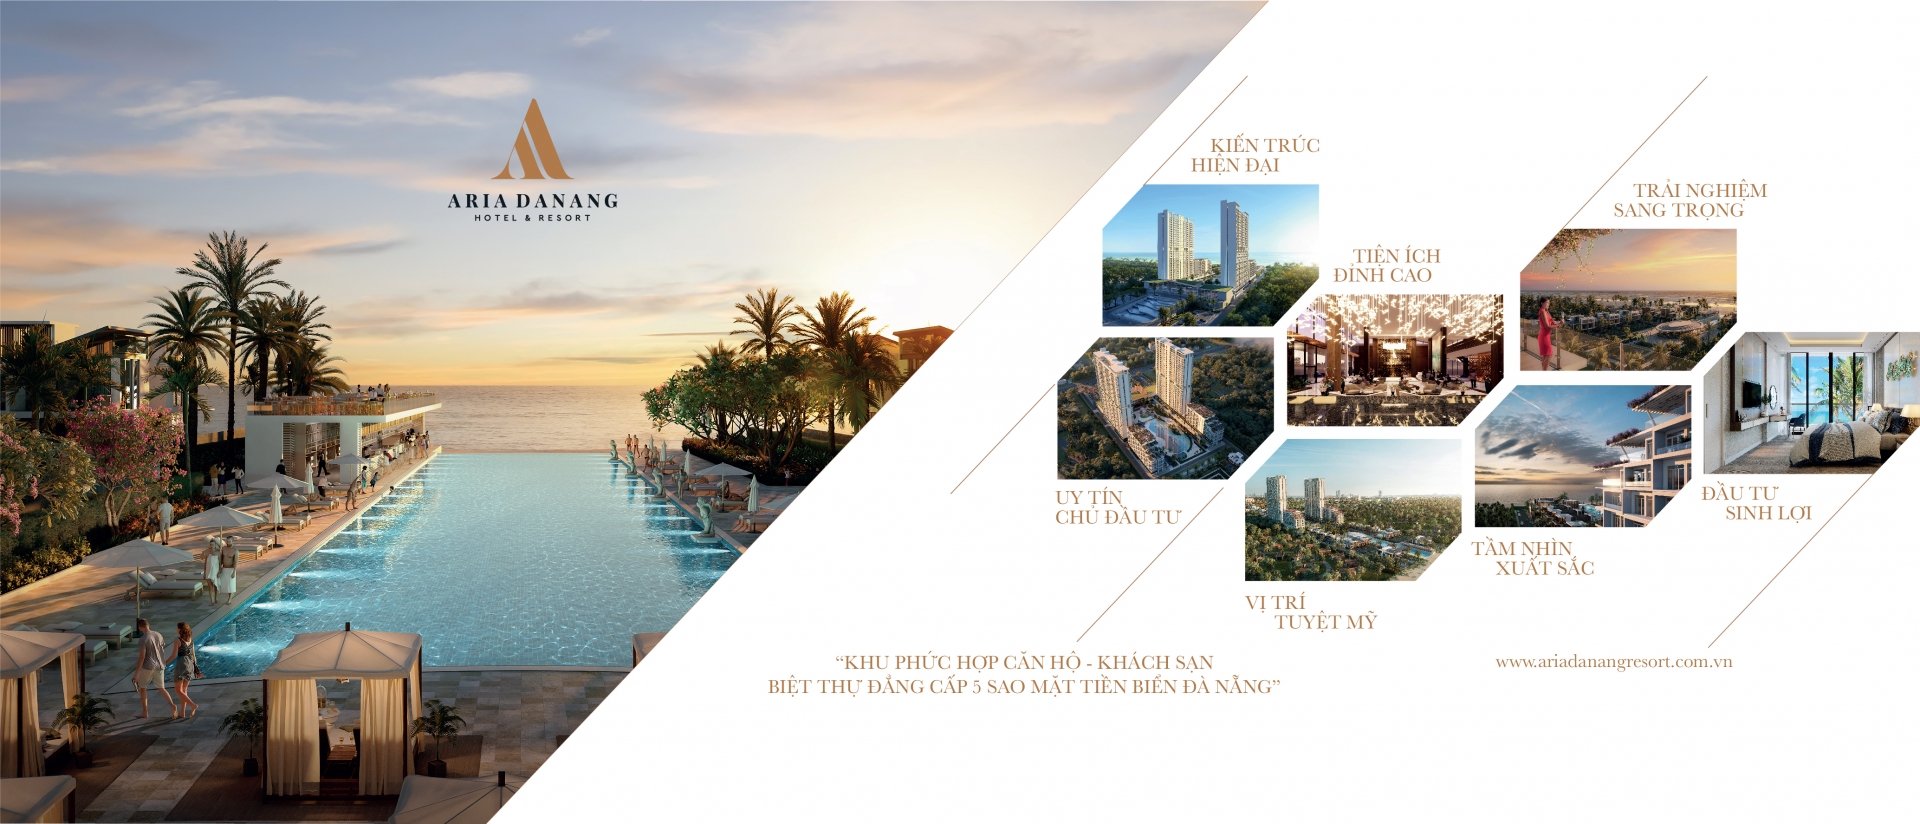 ARIA DANANG
HOTEL & RESORT
KIẾN TRÚC
HIỆN ĐẠI
TIỆN ÍCH
ĐỈNH CAO
TRẢI NGHIỆM
SANG TRỌNG
UY TÍN
CHỦ ĐẦU TƯ
VỊ TRÍ
TUYỆT MỸ
TẦM NHÌN
XUẤT SẮC
ĐẦU TƯ
SINH LỢI
“KHU PHỨC HỢP CĂN HỘ - KHÁCH SẠN
BIỆT THỰ ĐẲNG CẤP 5 SAO MẶT TIỀN BIỂN ĐÀ NẴNG”
www.ariadanangresort.com.vn